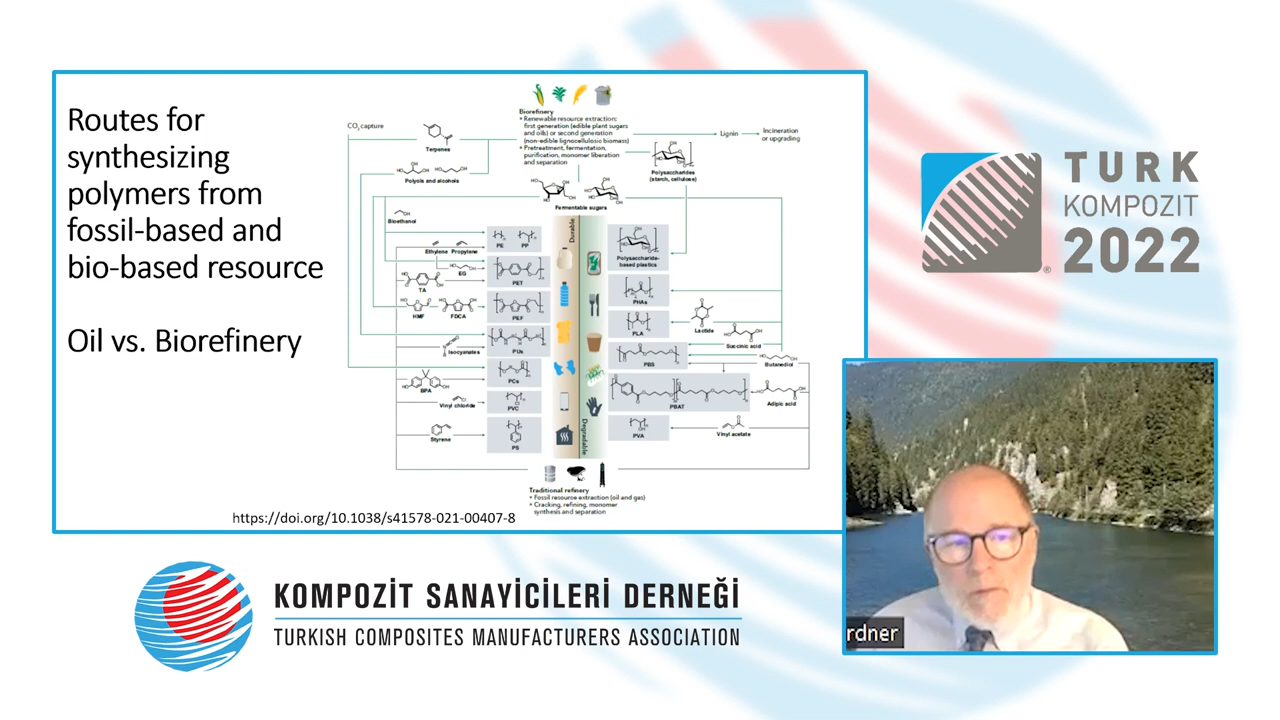 Routes for
synthesizing
polymers from
fossil-based and
bio-based resource
Oil vs. Biorefinery
CO2 capture
Terpenes
Polyols and alcohols
Biorefinery
• Renewable resource extraction:
first generation (edible plant sugars
and oils) or second generation
(non-edible lignocellulosic biomass)
• Pretreatment, fermentation,
purification, monomer liberation
and separation
Lignin
Incineration
or upgrading
Polysaccharides
(starch, cellulose)
Fermentable sugars
Bioethanol
Ethylene Propylene
EG
TA
HMF
FDCA
Isocyanates
BPA
Vinyl chloride
Styrene
PE
PP
PET
PEF
PUs
PCs
PVC
PS
Durable
Degradable
Polysaccharide-
based plastics
PHAs
PLA
PBS
PBAT
PVA
Lactide
Succinic acid
Butanediol
Adipic acid
Vinyl acetate
Traditional refinery
• Fossil resource extraction (oil and gas)
• Cracking, refining, monomer
synthesis and separation
https://doi.org/10.1038/s41578-021-00407-8
TURK
KOMPOZIT
2022
®
rdner
KOMPOZİT SANAYİCİLERİ DERNEĞİ
TURKISH COMPOSITES MANUFACTURERS ASSOCIATION